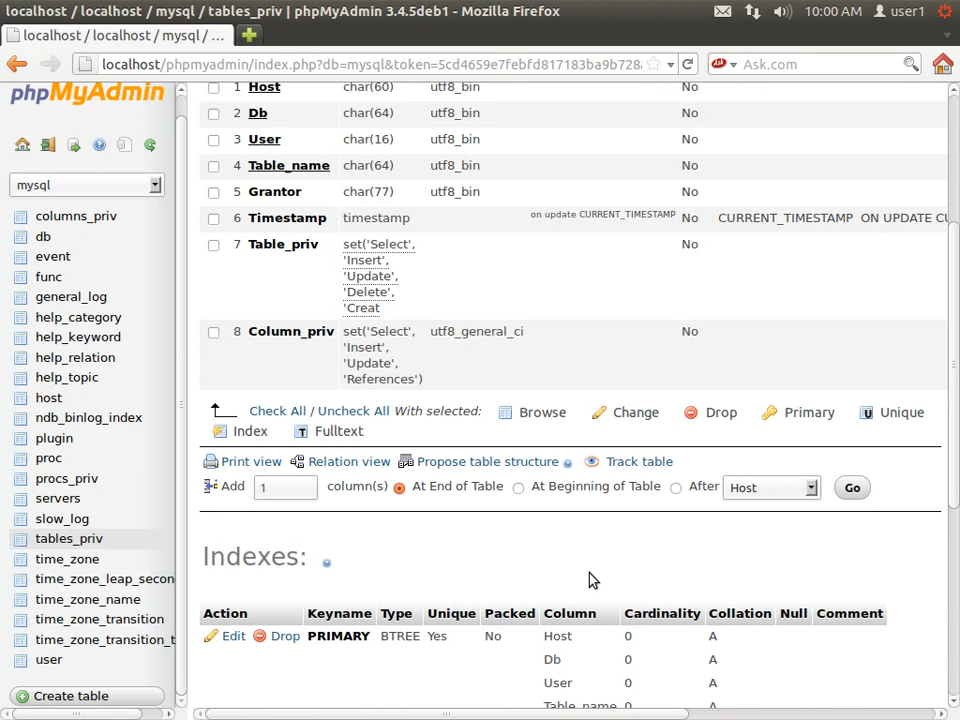 localhost / localhost / mysql / tables_priv | phpMyAdmin 3.4.5deb1 - Mozilla Firefox
10:00 AM
user1
localhost / localhost / mysql / ...
localhost/phpmyadmin/index.php?db=mysql&token=5cd4659e7febfd817183ba9b728
Ask
Ask.com
phpMyAdmin
mysql
columns_priv
db
event
func
general_log
help_category
help_keyword
help_relation
help_topic
host
ndb_binlog_index
plugin
proc
procs_priv
servers
slow_log
tables_priv
time_zone
time_zone_leap_secon
time_zone_name
time_zone_transition
time_zone_transition_t
user
Create table
1 Host char(60) utf8_bin No
2 Db char(64) utf8_bin No
3 User char(16) utf8_bin No
4 Table_name char(64) utf8_bin No
5 Grantor char(77) utf8_bin No
6 Timestamp timestamp on update CURRENT_TIMESTAMP No CURRENT_TIMESTAMP ON UPDATE CU
7 Table_priv set('Select', No
'Insert',
'Update',
'Delete',
'Creat
8 Column_priv set('Select', utf8_general_ci No
'Insert',
'Update',
'References')
Check All / Uncheck All With selected: Browse Change Drop Primary U Unique
Index T Fulltext
Print view Relation view Propose table structure Track table
Add 1 column(s) At End of Table At Beginning of Table After Host Go
Indexes:
Action Keyname Type Unique Packed Column Cardinality Collation Null Comment
Edit Drop PRIMARY BTREE Yes No Host 0 A
Db 0 A
User 0 A
Table_name 0 A